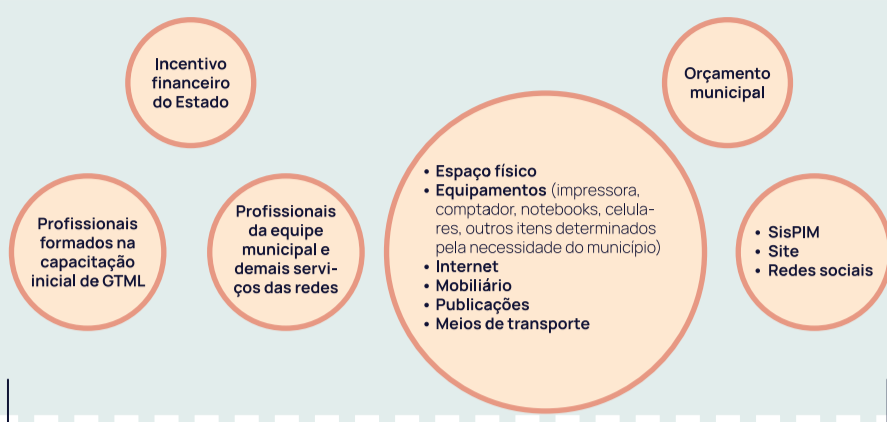 Incentivo
financeiro
do Estado
Orçamento
municipal
Profissionais
formados na
capacitação
inicial de GTML
Profissionais
da equipe
municipal e
demais servi-
ços das redes
• Espaço físico
• Equipamentos (impressora,
comptador, notebooks, celula-
res, outros itens determinados
pela necessidade do município)
• Internet
• Mobiliário
• Publicações
• Meios de transporte
• SisPIM
• Site
• Redes sociais